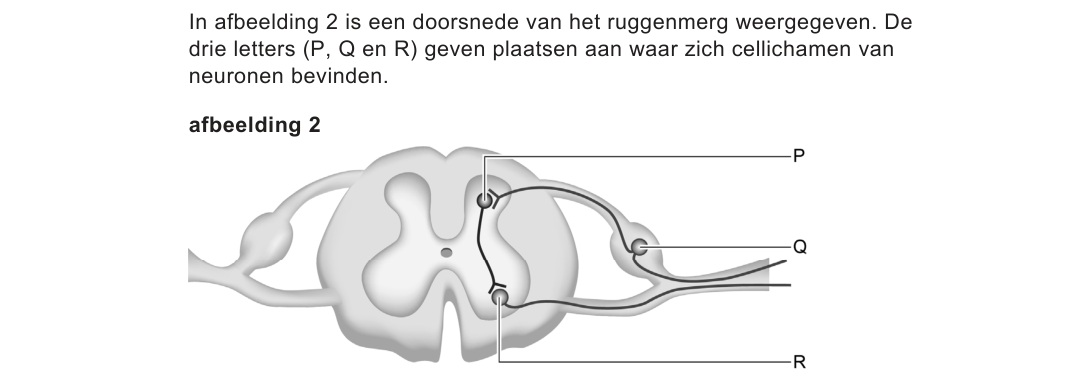 In afbeelding 2 is een doorsnede van het ruggenmerg weergegeven. De
drie letters (P, Q en R) geven plaatsen aan waar zich cellichamen van
neuronen bevinden.
afbeelding 2
P
Q
R